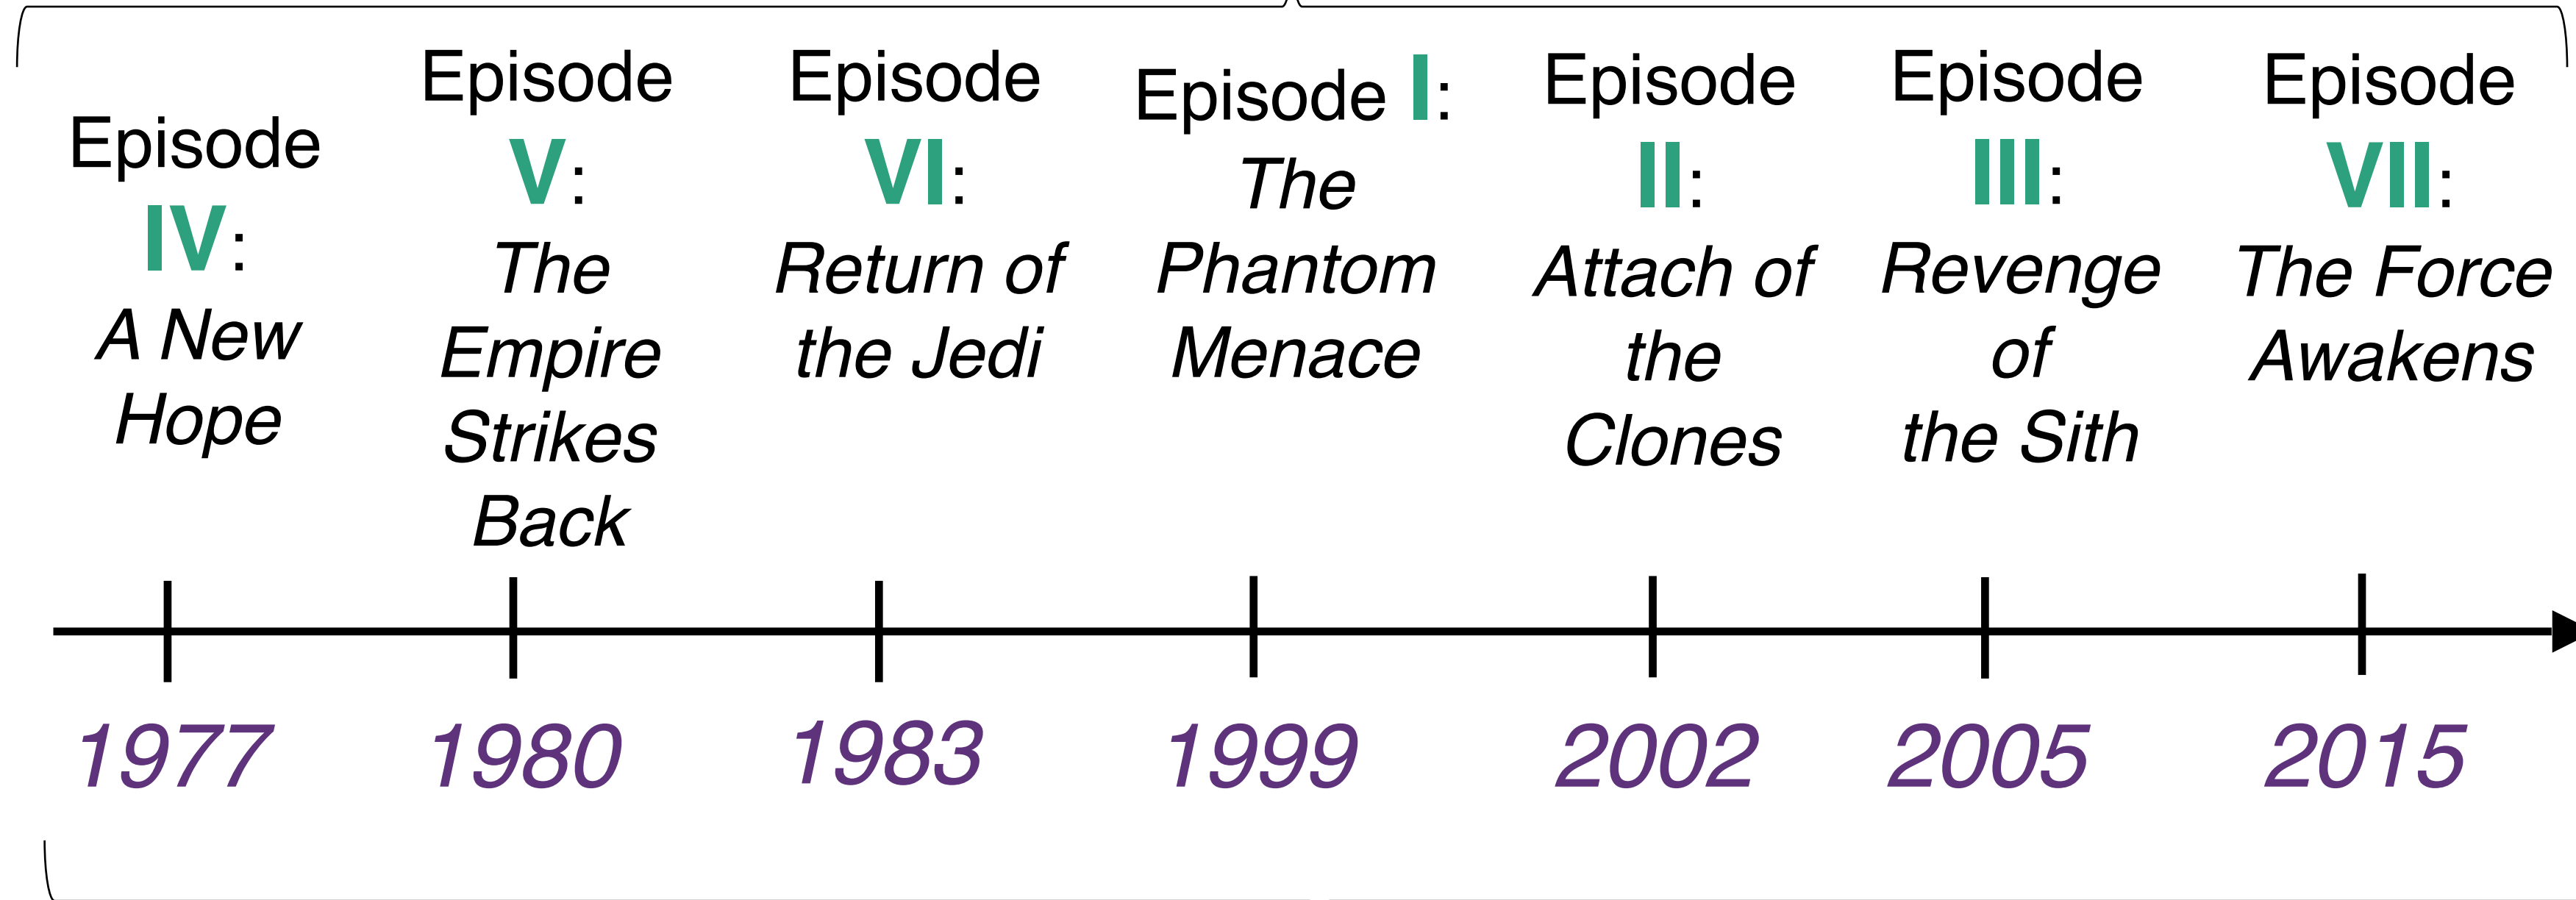 Episode
IV:
A New
Hope
Episode
V:
The
Empire
Strikes
Back
Episode
VI:
Return of
the Jedi
Episode I:
The
Phantom
Menace
Episode
II:
Attach of
the
Clones
Episode
III:
Revenge
of
the Sith
Episode
VII:
The Force
Awakens
1977
1980
1983
1999
2002
2005
2015